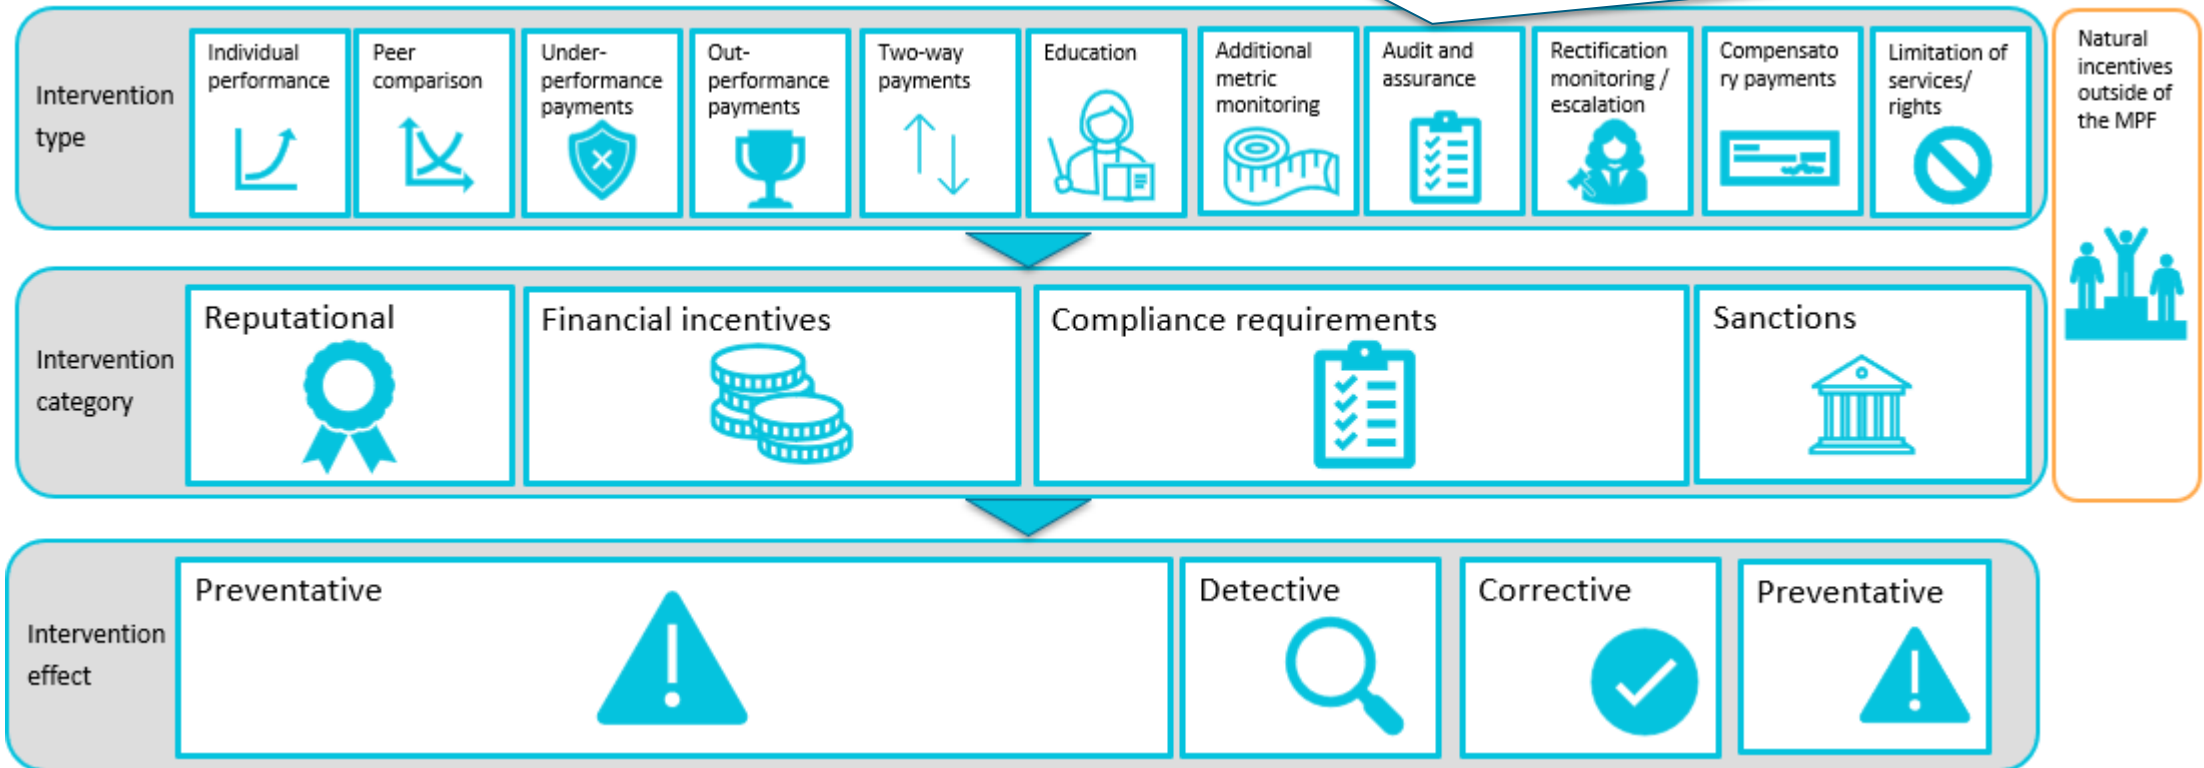 Intervention
type
Individual
performance
Peer
comparison
Under-
performance
payments
Out-
performance
payments
Two-way
payments
Education
Additional
metric
monitoring
Audit and
assurance
Rectification
monitoring /
escalation
Compensato
ry payments
Limitation of
services/
rights
Natural
incentives
outside of
the MPF
Intervention
category
Reputational
Financial incentives
Compliance requirements
Sanctions
Intervention
effect
Preventative
Detective
Corrective
Preventative